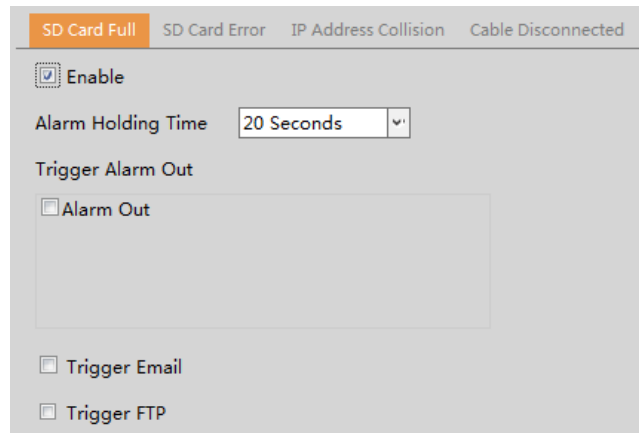 SD Card Full SD Card Error IP Address Collision Cable Disconnected
Enable
Alarm Holding Time 20 Seconds
Trigger Alarm Out
Alarm Out
Trigger Email
Trigger FTP